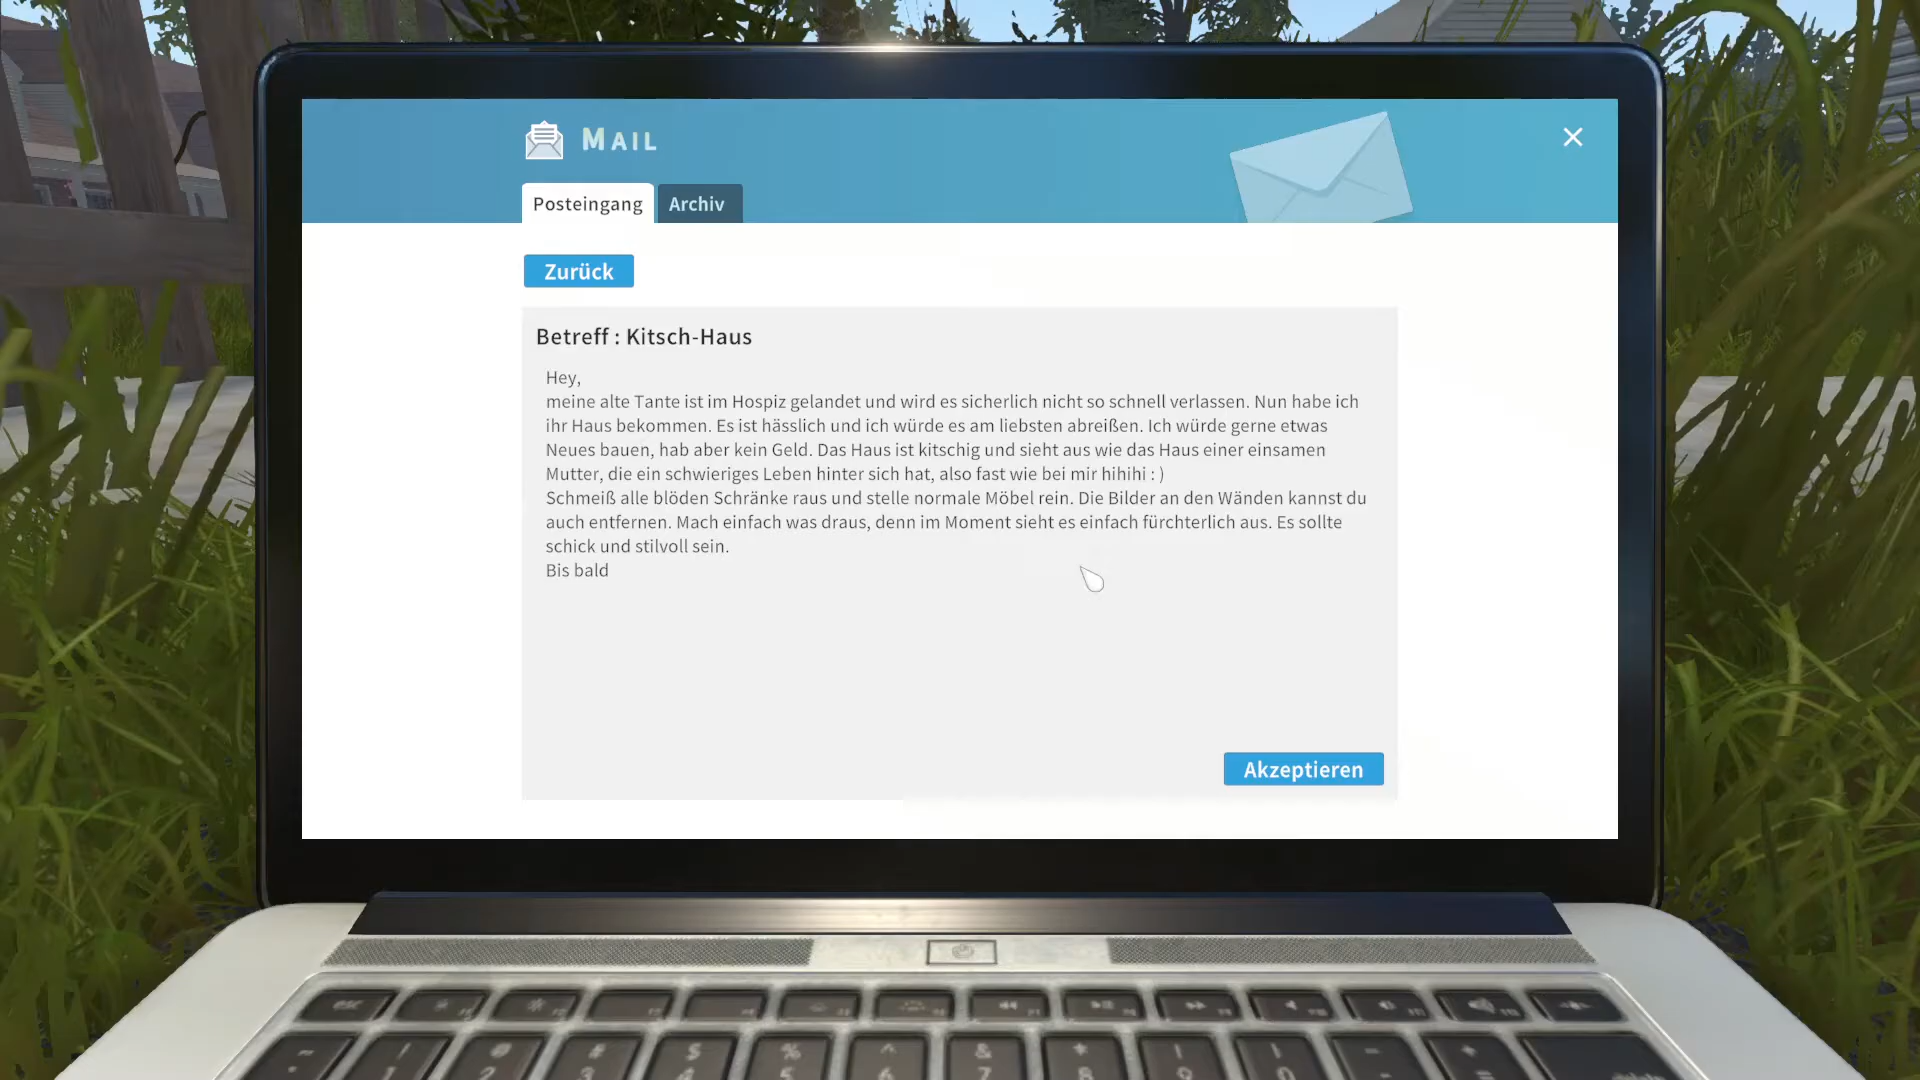 MAIL
Posteingang
Archiv
Zurück
Betreff : Kitsch-Haus
Hey,
meine alte Tante ist im Hospiz gelandet und wird es sicherlich nicht so schnell verlassen. Nun habe ich
ihr Haus bekommen. Es ist hässlich und ich würde es am liebsten abreißen. Ich würde gerne etwas
Neues bauen, hab aber kein Geld. Das Haus ist kitschig und sieht aus wie das Haus einer einsamen
Mutter, die ein schwieriges Leben hinter sich hat, also fast wie bei mir hihihi : )
Schmeiß alle blöden Schränke raus und stelle normale Möbel rein. Die Bilder an den Wänden kannst du
auch entfernen. Mach einfach was draus, denn im Moment sieht es einfach fürchterlich aus. Es sollte
schick und stilvoll sein.
Bis bald
Akzeptieren
esc